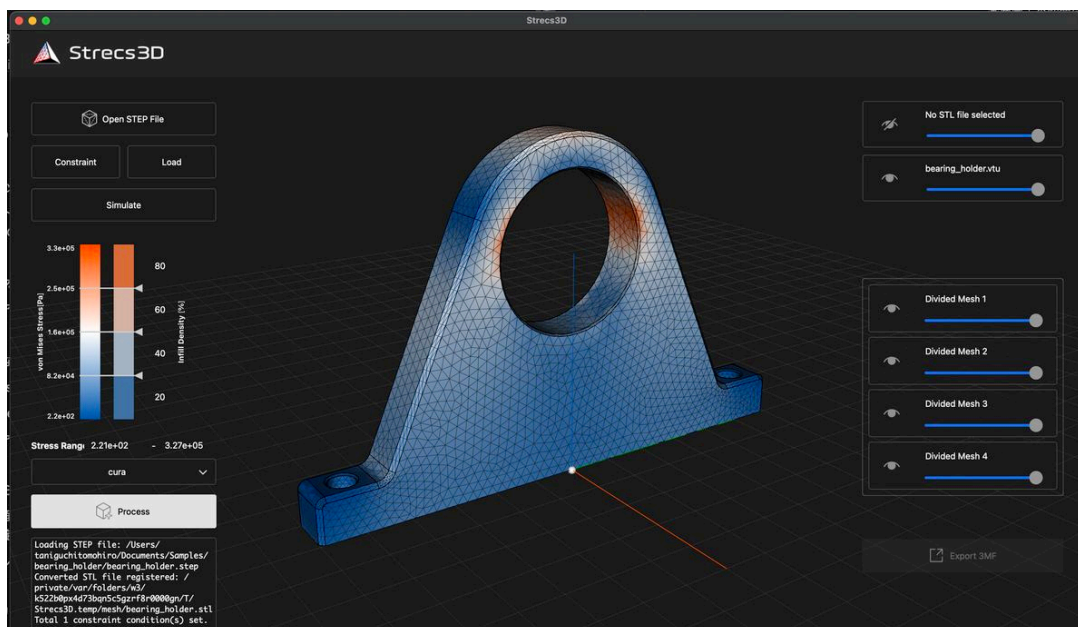 Strecs3D
Strecs3D
Open STEP File
Constraint
Load
Simulate
3.3e+05
2.5e+05
1.6e+05
8.2e+04
2.2e+02
von Mises Stress[Pa]
80
60
40
20
Infill Density [%]
Stress Rang
2.21e+02
- 3.27e+05
cura
Process
Loading STEP file: /Users/
taniguchitomohiro/Documents/Samples/
bearing_holder/bearing_holder.step
Converted STL file registered: /
private/var/folders/w3/
k522b0px4d73bqn5c5gzrf8r0000gn/T/
Strecs3D.temp/mesh/bearing_holder.stl
Total 1 constraint condition(s) set.
No STL file selected
bearing_holder.vtu
Divided Mesh 1
Divided Mesh 2
Divided Mesh 3
Divided Mesh 4
Export 3MF